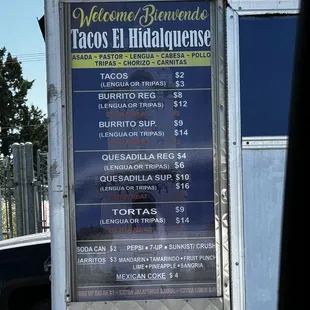 Welcome/Bienvenido
Tacos El Hidalguense
ASADA - PASTOR - LENGUA - CABESA - POLLO
TRIPAS - CHORIZO - CARNITAS
TACOS $2
(LENGUA OR TRIPAS) $3
BURRITO REG $8
(LENGUA OR TRIPAS) $12
BURRITO SUP. $9
(LENGUA OR TRIPAS) $14
QUESADILLA REG $4
(LENGUA OR TRIPAS) $6
QUESADILLA SUP. $10
(LENGUA OR TRIPAS) $16
TORTAS $9
(LENGUA OR TRIPAS) $14
SODA CAN $2 PEPSI * 7-UP * SUNKIST/ CRUSH
JARRITOS $3 MANDARIN * TAMARINDO * FRUIT PUNCH
LIME * PINEAPPLE * SANGRIA
MEXICAN COKE $4